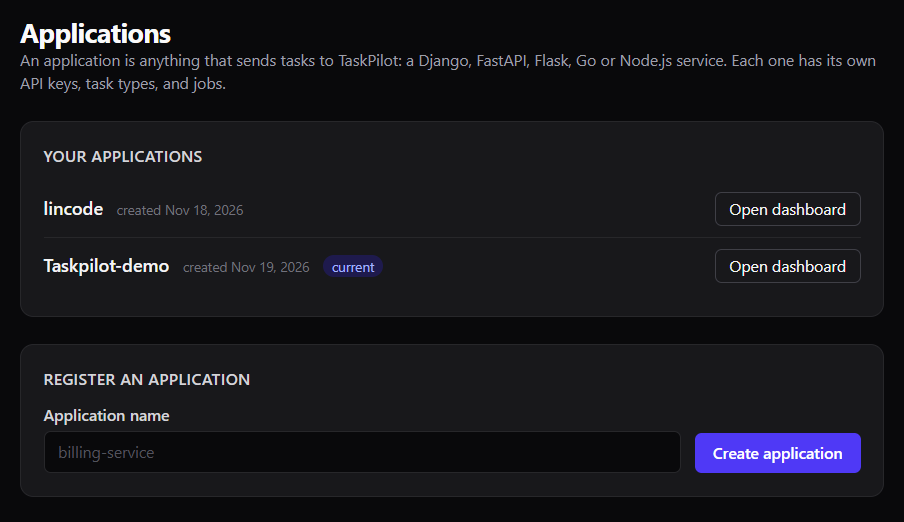 Applications
An application is anything that sends tasks to TaskPilot: a Django, FastAPI, Flask, Go or Node.js service. Each one has its own
API keys, task types, and jobs.
YOUR APPLICATIONS
lincode created Nov 18, 2026 Open dashboard
Taskpilot-demo created Nov 19, 2026 current Open dashboard
REGISTER AN APPLICATION
Application name
billing-service Create application